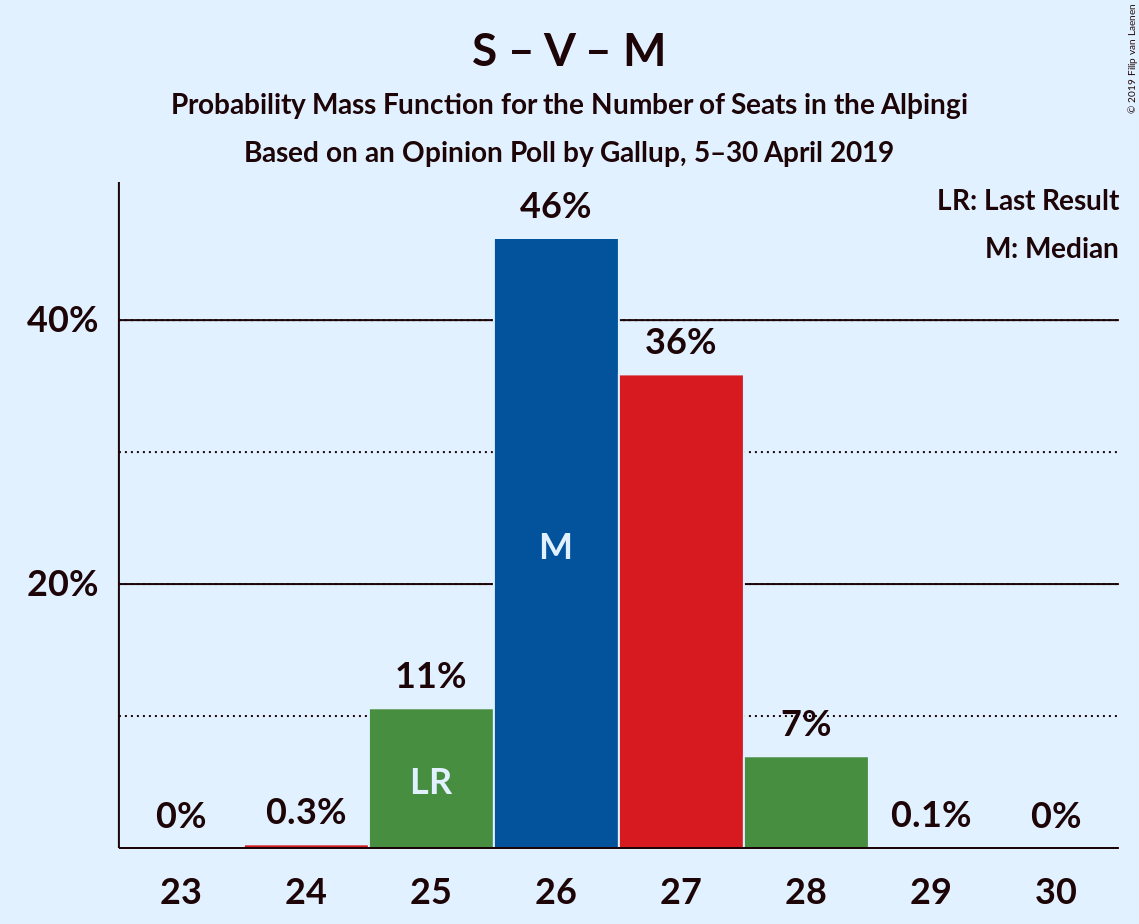 S – V – M
Probability Mass Function for the Number of Seats in the Alþingi
Based on an Opinion Poll by Gallup, 5–30 April 2019
© 2019 Filip van Laenen
LR: Last Result
M: Median
46%
40%
36%
M
20%
11%
7%
LR
0%
0.3%
0.1%
0%
23 24 25 26 27 28 29 30